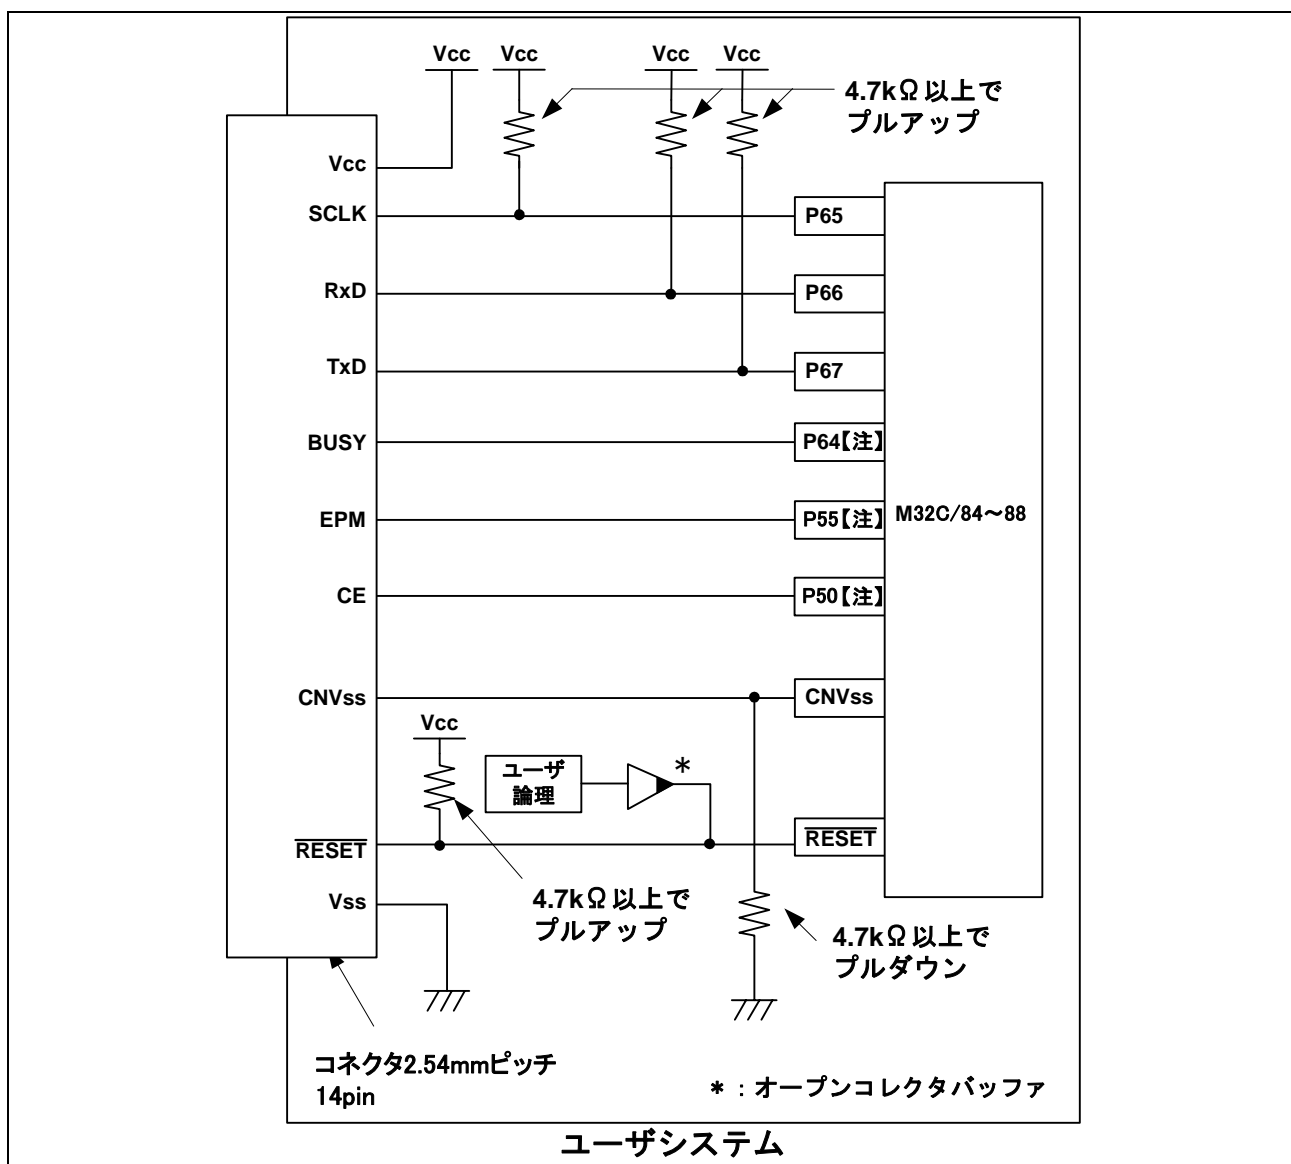 Vcc
Vcc
Vcc
Vcc
4.7kΩ以上で
プルアップ
Vcc
SCLK
P65
RxD
P66
TxD
P67
BUSY
P64【注】
EPM
P55【注】
M32C/84～88
CE
P50【注】
CNVss
CNVss
Vcc
ユーザ
論理
*
RESET
RESET
Vss
4.7kΩ以上で
プルアップ
4.7kΩ以上で
プルダウン
コネクタ2.54mmピッチ
14pin
*：オープンコレクタバッファ
ユーザシステム